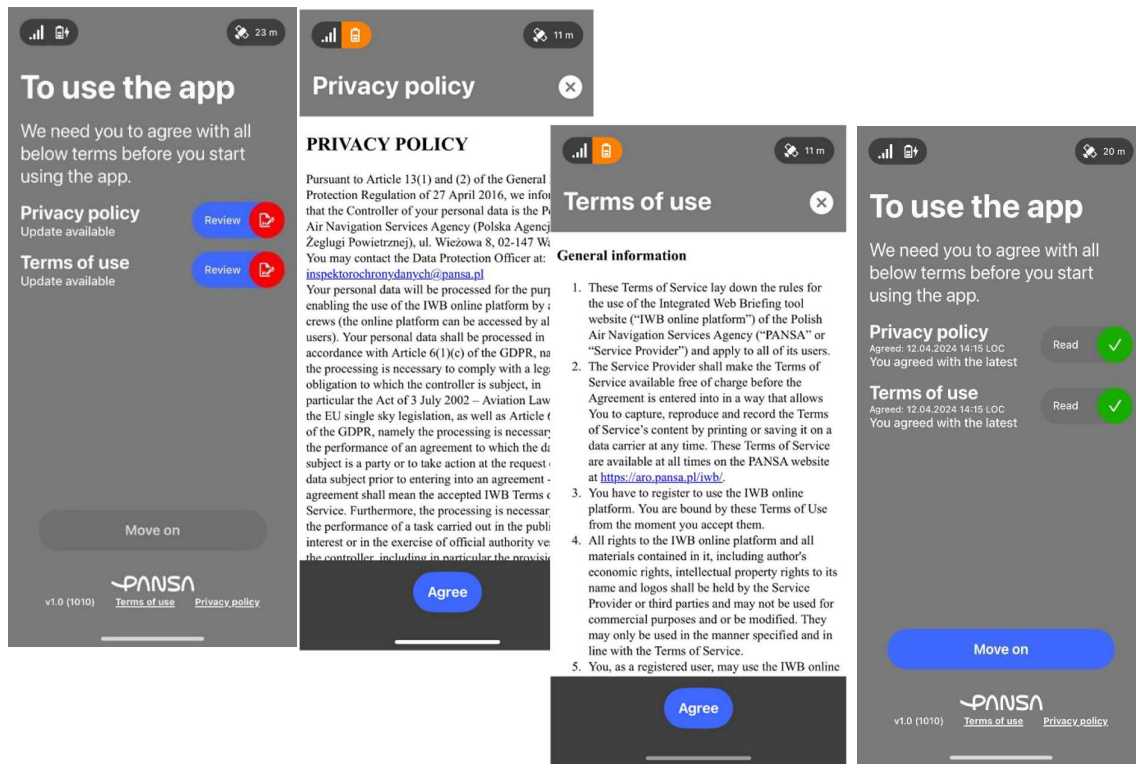 23 m
To use the app
We need you to agree with all
below terms before you start
using the app.
Privacy policy
Update available
Review
Terms of use
Update available
Review
Move on
PANSA
v1.0 (1010) Terms of use Privacy policy
11 m
Privacy policy
PRIVACY POLICY
Pursuant to Article 13(1) and (2) of the General
Protection Regulation of 27 April 2016, we
that the Controller of your personal data is the
Air Navigation Services Agency (Polska
Żeglugi Powietrznej), ul. Wieżowa 8, 02-147
You may contact the Data Protection Officer at:
inspektorochronydanych@pansa.pl
Your personal data will be processed for the
enabling the use of the IWB online platform by
crews (the online platform can be accessed by
users). Your personal data shall be processed in
accordance with Article 6(1)(c) of the GDPR,
the processing is necessary to comply with a
obligation to which the controller is subject, in
particular the Act of 3 July 2002 – Aviation Law
the EU single sky legislation, as well as Article
of the GDPR, namely the processing is
the performance of an agreement to which the
subject is a party or to take action at the request
data subject prior to entering into an agreement -
agreement shall mean the accepted IWB Terms
Service. Furthermore, the processing is
the performance of a task carried out in the
interest or in the exercise of official authority
the controller, including in particular the
Agree
11 m
Terms of use
General information
1. These Terms of Service lay down the rules for
the use of the Integrated Web Briefing tool
website (“IWB online platform”) of the Polish
Air Navigation Services Agency (“PANSA” or
“Service Provider”) and apply to all of its users.
2. The Service Provider shall make the Terms of
Service available free of charge before the
Agreement is entered into in a way that allows
You to capture, reproduce and record the Terms
of Service’s content by printing or saving it on a
data carrier at any time. These Terms of Service
are available at all times on the PANSA website
at https://aro.pansa.pl/iwb/.
3. You have to register to use the IWB online
platform. You are bound by these Terms of Use
from the moment you accept them.
4. All rights to the IWB online platform and all
materials contained in it, including author's
economic rights, intellectual property rights to its
name and logos shall be held by the Service
Provider or third parties and may not be used for
commercial purposes and or be modified. They
may only be used in the manner specified and in
line with the Terms of Service.
5. You, as a registered user, may use the IWB online
Agree
20 m
To use the app
We need you to agree with all
below terms before you start
using the app.
Privacy policy
Agreed: 12.04.2024 14:15 LOC
You agreed with the latest
Read
Terms of use
Agreed: 12.04.2024 14:15 LOC
You agreed with the latest
Read
Move on
PANSA
v1.0 (1010) Terms of use Privacy policy